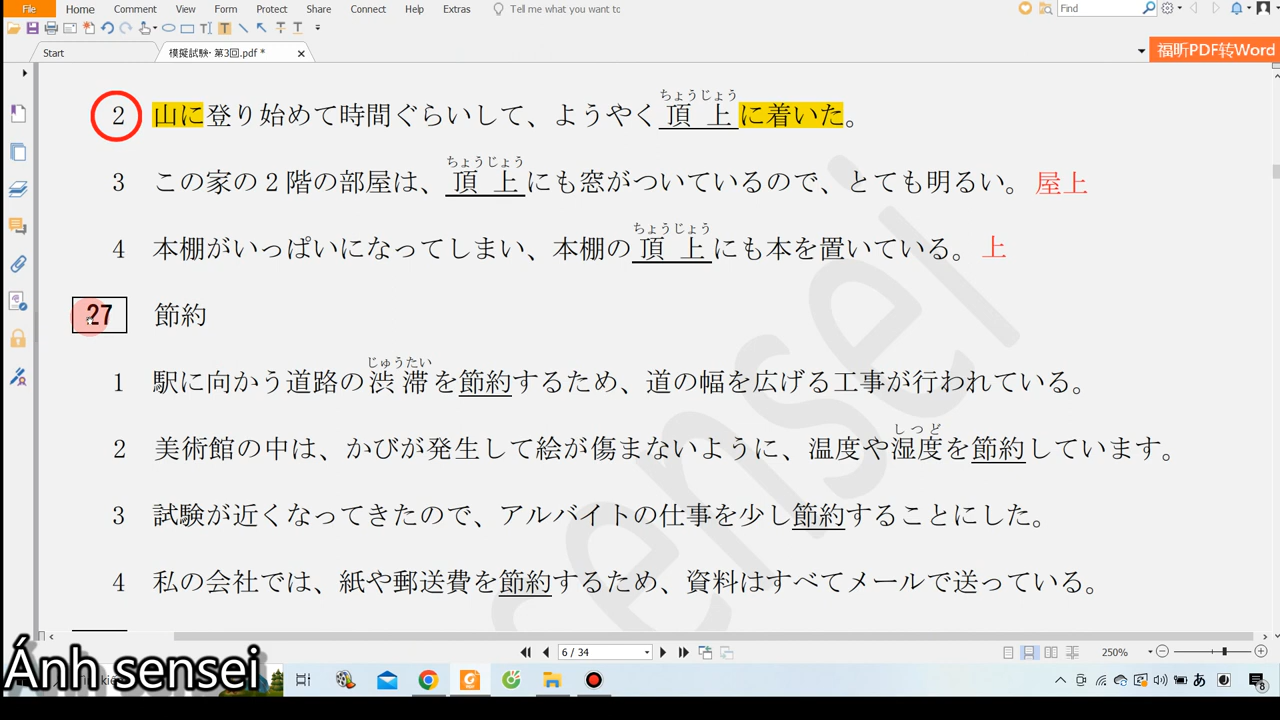 File Home Comment View Form Protect Share Connect Help Extras Tell me what you want tc Find
福昕PDF转Word
Start 模擬試験- 第3回.pdf *
ちょうじょう
2 山に登り始めて時間ぐらいして、ようやく頂上に着いた。
ちょうじょう
3 この家の2階の部屋は、頂上にも窓がついているので、とても明るい。 屋上
ちょうじょう
4 本棚がいっぱいになってしまい、本棚の頂上にも本を置いている。 上
27 節約
じゅうたい
1 駅に向かう道路の渋滞を節約するため、道の幅を広げる工事が行われている。
しつど
2 美術館の中は、かびが発生して絵が傷まないように、温度や湿度を節約しています。
3 試験が近くなってきたので、アルバイトの仕事を少し節約することにした。
4 私の会社では、紙や郵送費を節約するため、資料はすべてメールで送っている。
sensei
6 / 34 250%
Ánh sensei
あ 8